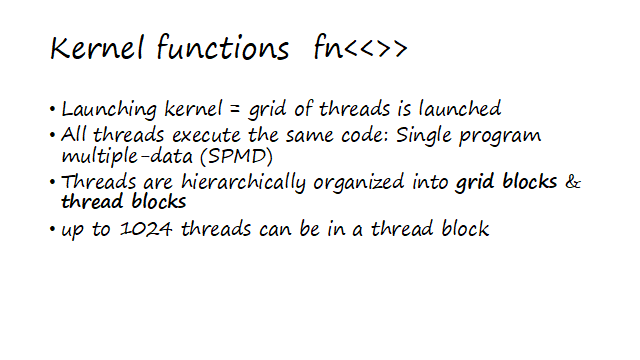 Kernel functions fn<<>>
• Launching kernel = grid of threads is launched
• All threads execute the same code: Single program
multiple-data (SPMD)
• Threads are hierarchically organized into grid blocks &
thread blocks
• up to 1024 threads can be in a thread block